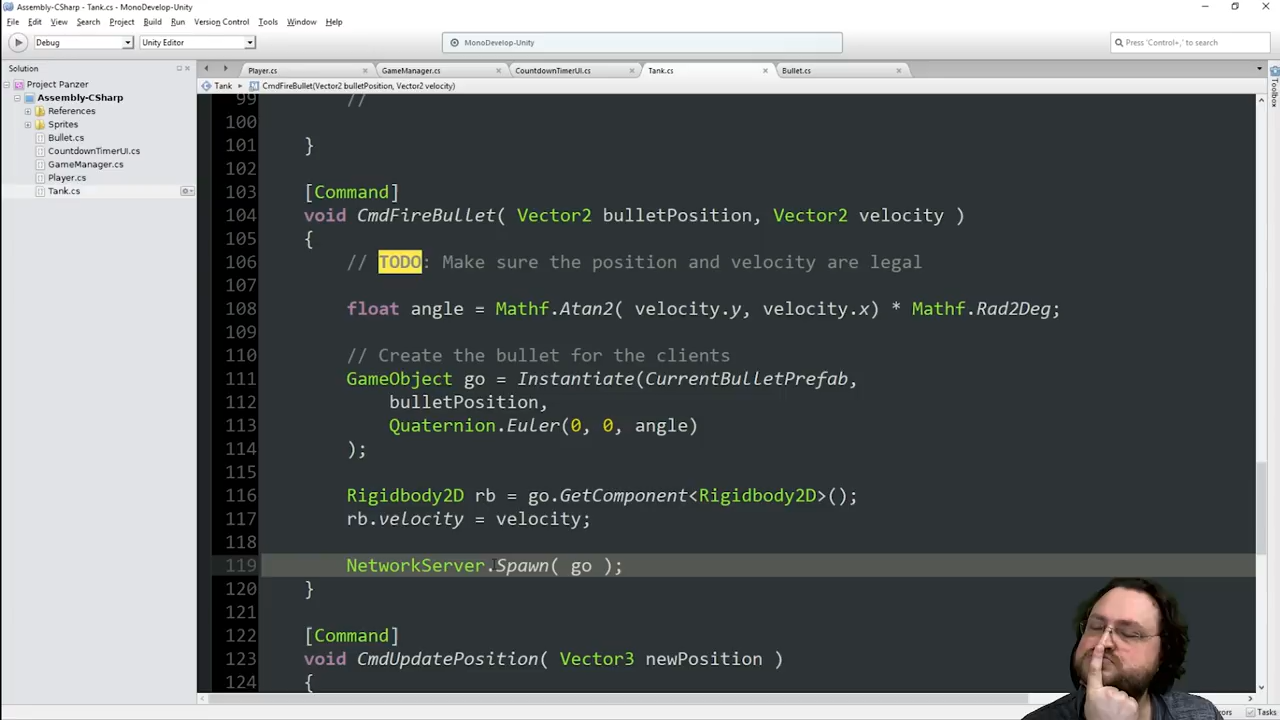 Assembly-CSharp - Tank.cs - MonoDevelop-Unity
File Edit View Search Project Build Run Version Control Tools Window Help
Debug Unity Editor MonoDevelop-Unity Press 'Control+,' to search
Solution
Project Panzer
Assembly-CSharp
References
Sprites
Bullet.cs
CountdownTimerUI.cs
GameManager.cs
Player.cs
Tank.cs
Player.cs GameManager.cs CountdownTimerUI.cs Tank.cs Bullet.cs
Tank CmdFireBullet(Vector2 bulletPosition, Vector2 velocity)
99 //
100
101 }
102
103 [Command]
104 void CmdFireBullet( Vector2 bulletPosition, Vector2 velocity )
105 {
106 // TODO: Make sure the position and velocity are legal
107
108 float angle = Mathf.Atan2( velocity.y, velocity.x) * Mathf.Rad2Deg;
109
110 // Create the bullet for the clients
111 GameObject go = Instantiate(CurrentBulletPrefab,
112 bulletPosition,
113 Quaternion.Euler(0, 0, angle)
114 );
115
116 Rigidbody2D rb = go.GetComponent<Rigidbody2D>();
117 rb.velocity = velocity;
118
119 NetworkServer.Spawn( go );
120 }
121
122 [Command]
123 void CmdUpdatePosition( Vector3 newPosition )
124 {
Toolbox
Tasks